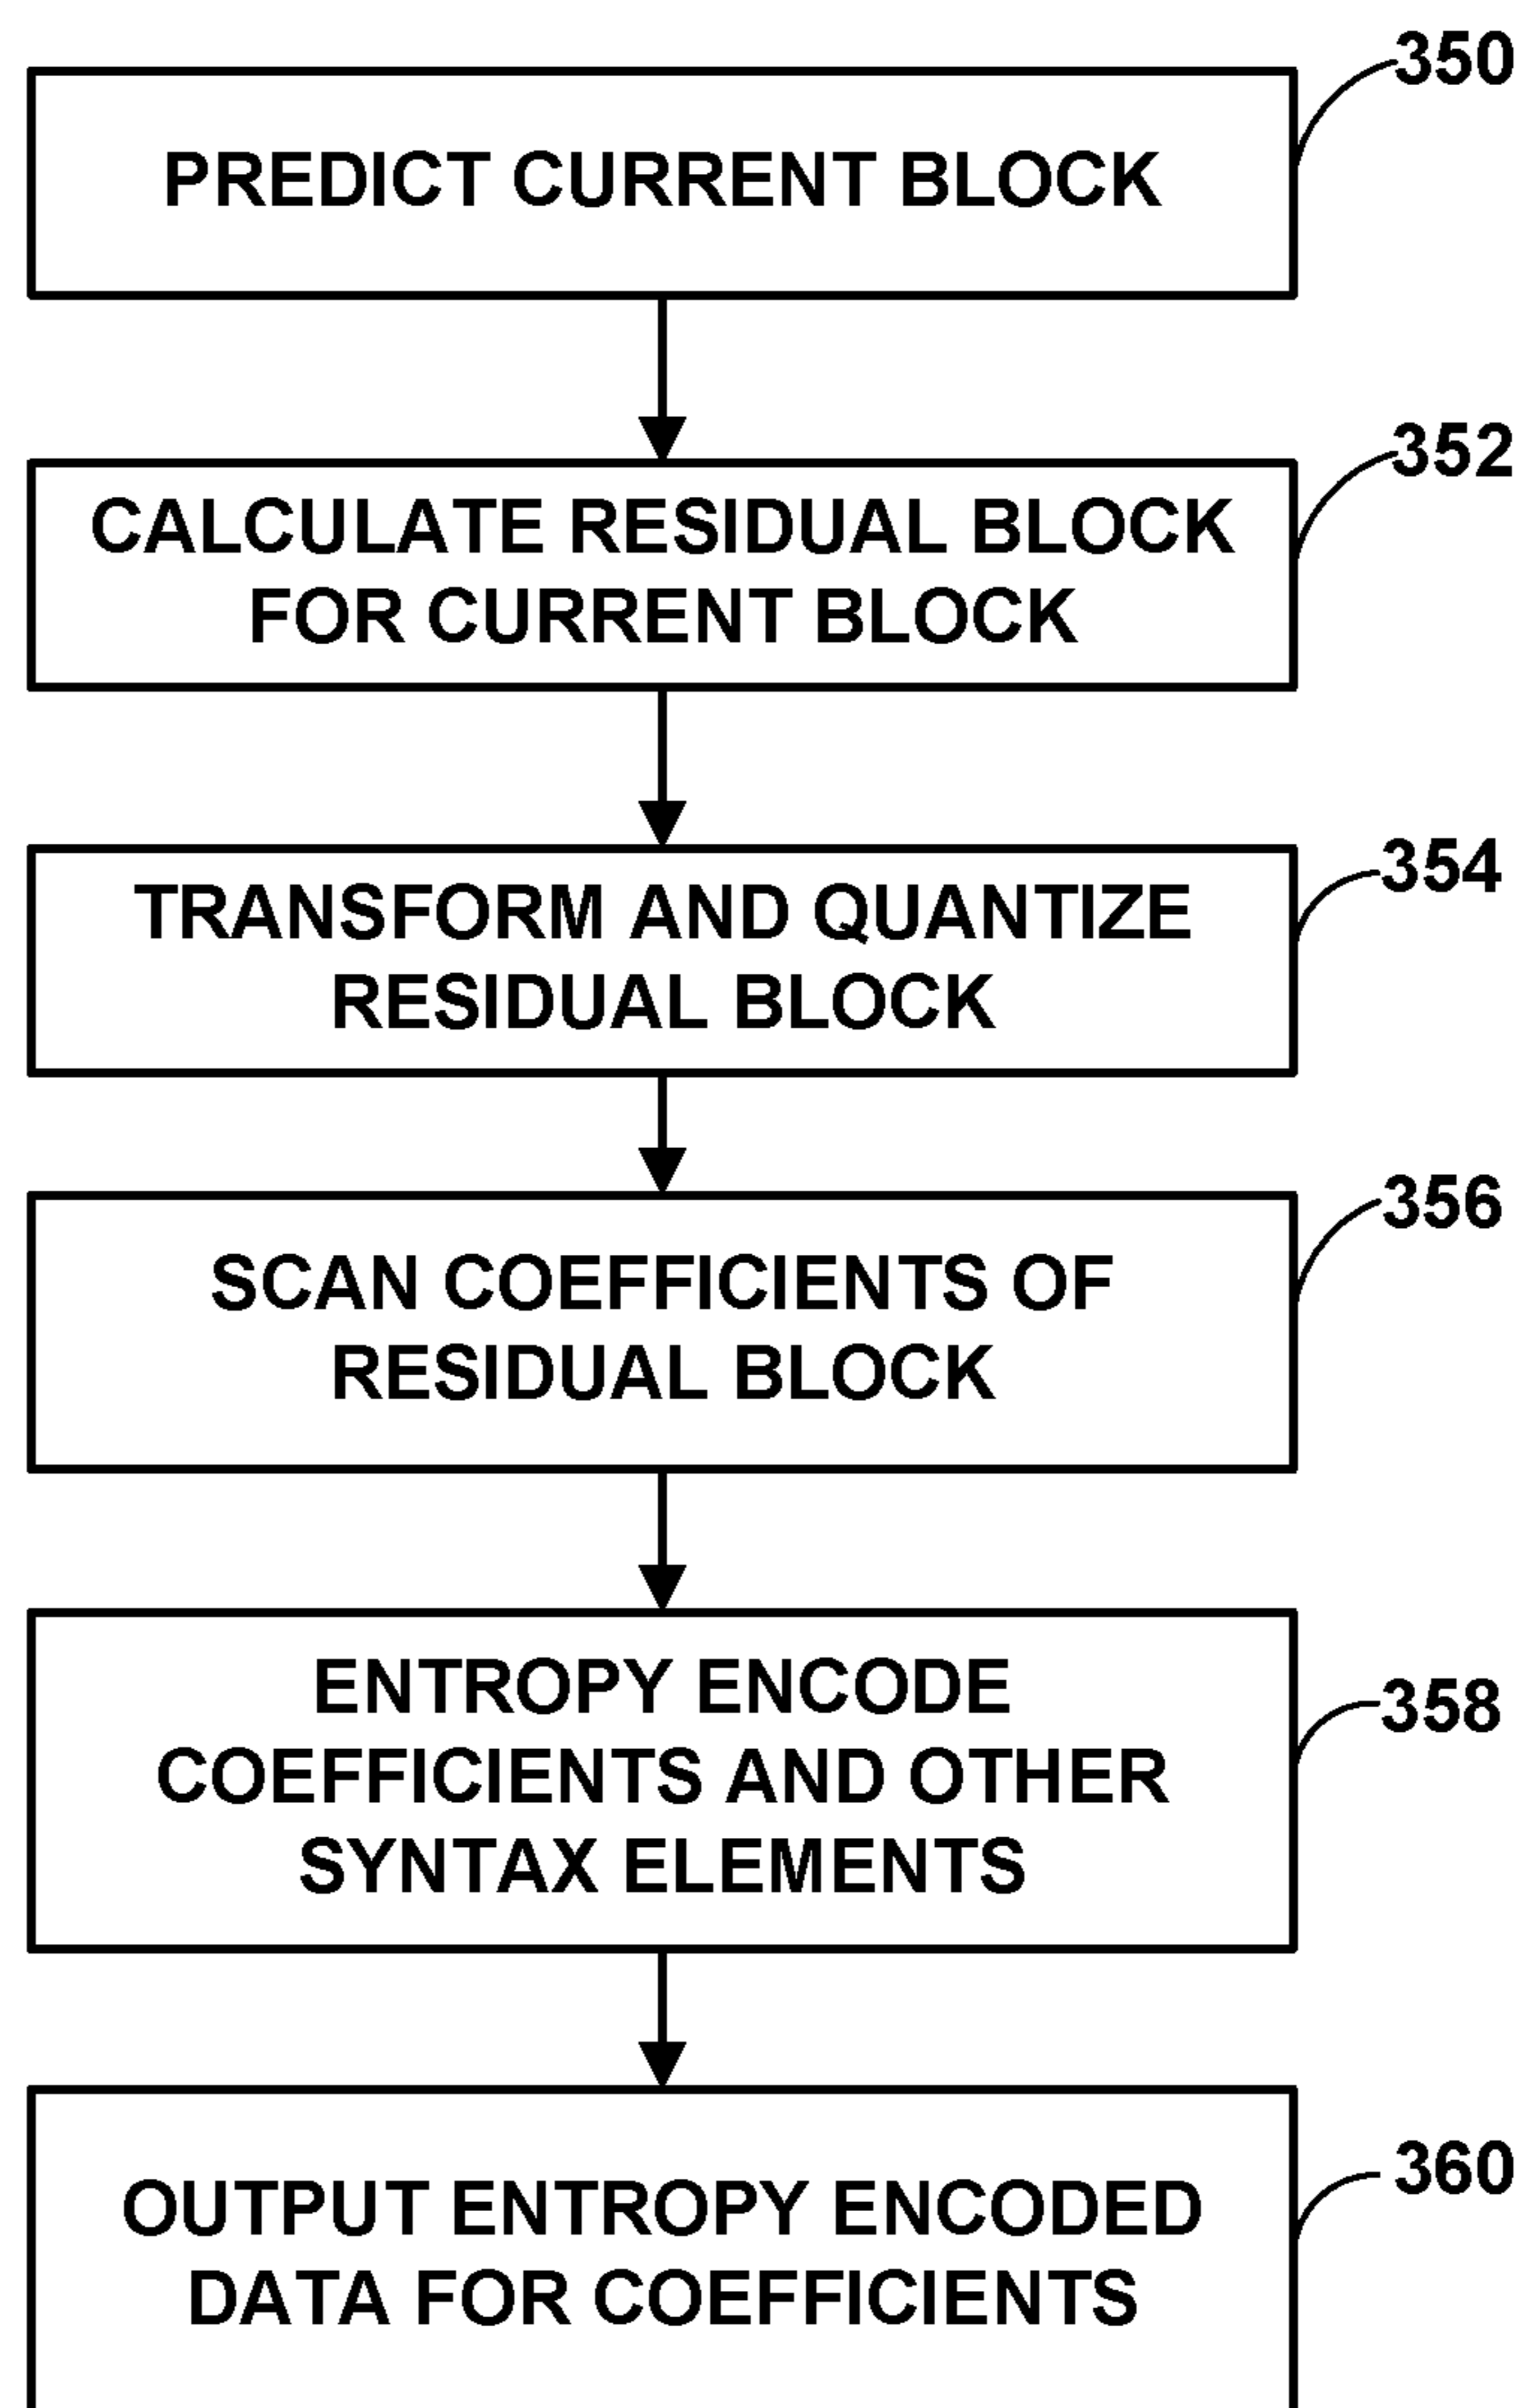 350
PREDICT CURRENT BLOCK
352
CALCULATE RESIDUAL BLOCK
FOR CURRENT BLOCK
354
TRANSFORM AND QUANTIZE
RESIDUAL BLOCK
356
SCAN COEFFICIENTS OF
RESIDUAL BLOCK
358
ENTROPY ENCODE
COEFFICIENTS AND OTHER
SYNTAX ELEMENTS
360
OUTPUT ENTROPY ENCODED
DATA FOR COEFFICIENTS